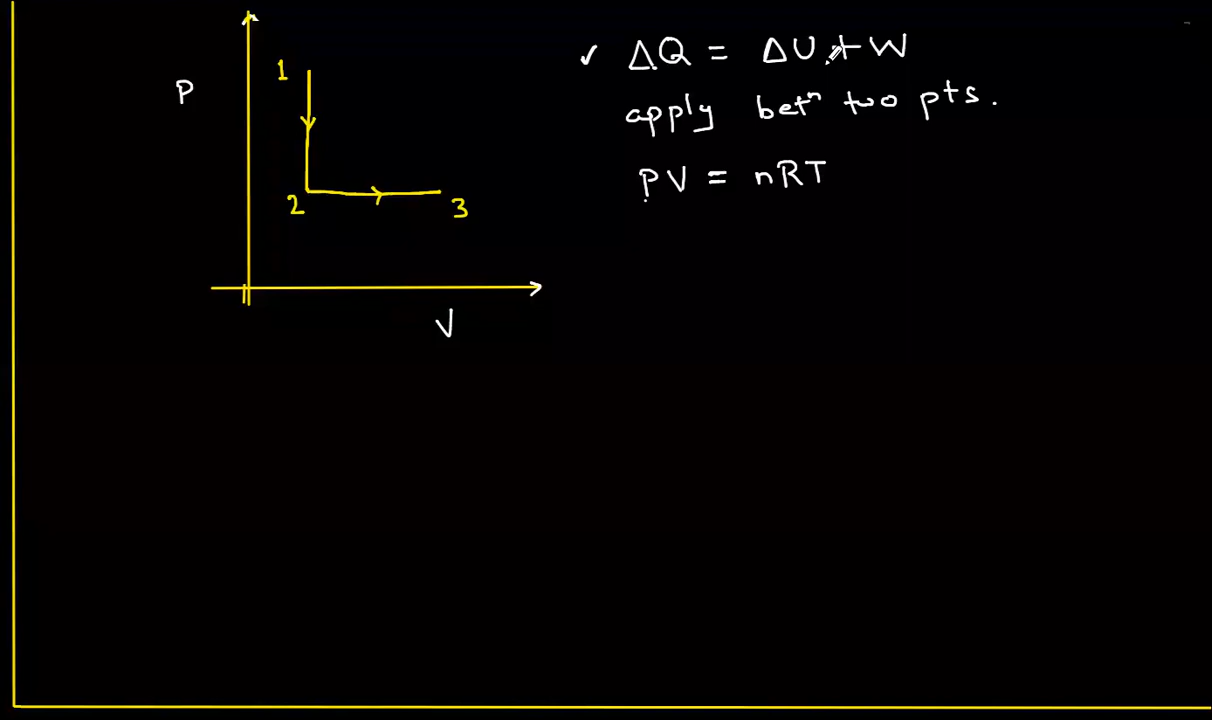 1
P
2
3
V
✓ ΔQ = ΔU + W
apply betⁿ two pts.
PV = nRT